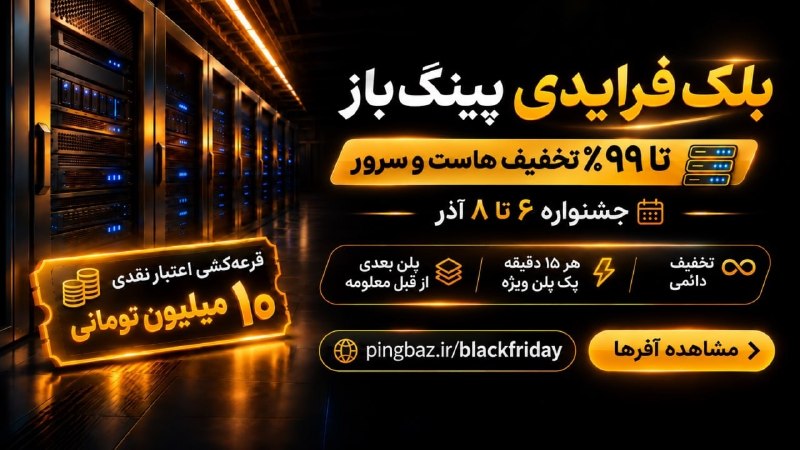 بلک فرایدی پینگ‌باز
تا ۹۹٪ تخفیف هاست و سرور
جشنواره ۶ تا ۸ آذر
تخفیف
دائمی
هر ۱۵ دقیقه
یک پلن ویژه
پلن بعدی
از قبل معلومه
قرعه‌کشی اعتبار نقدی
۱۰ میلیون تومانی
مشاهده آفرها
pingbaz.ir/blackfriday